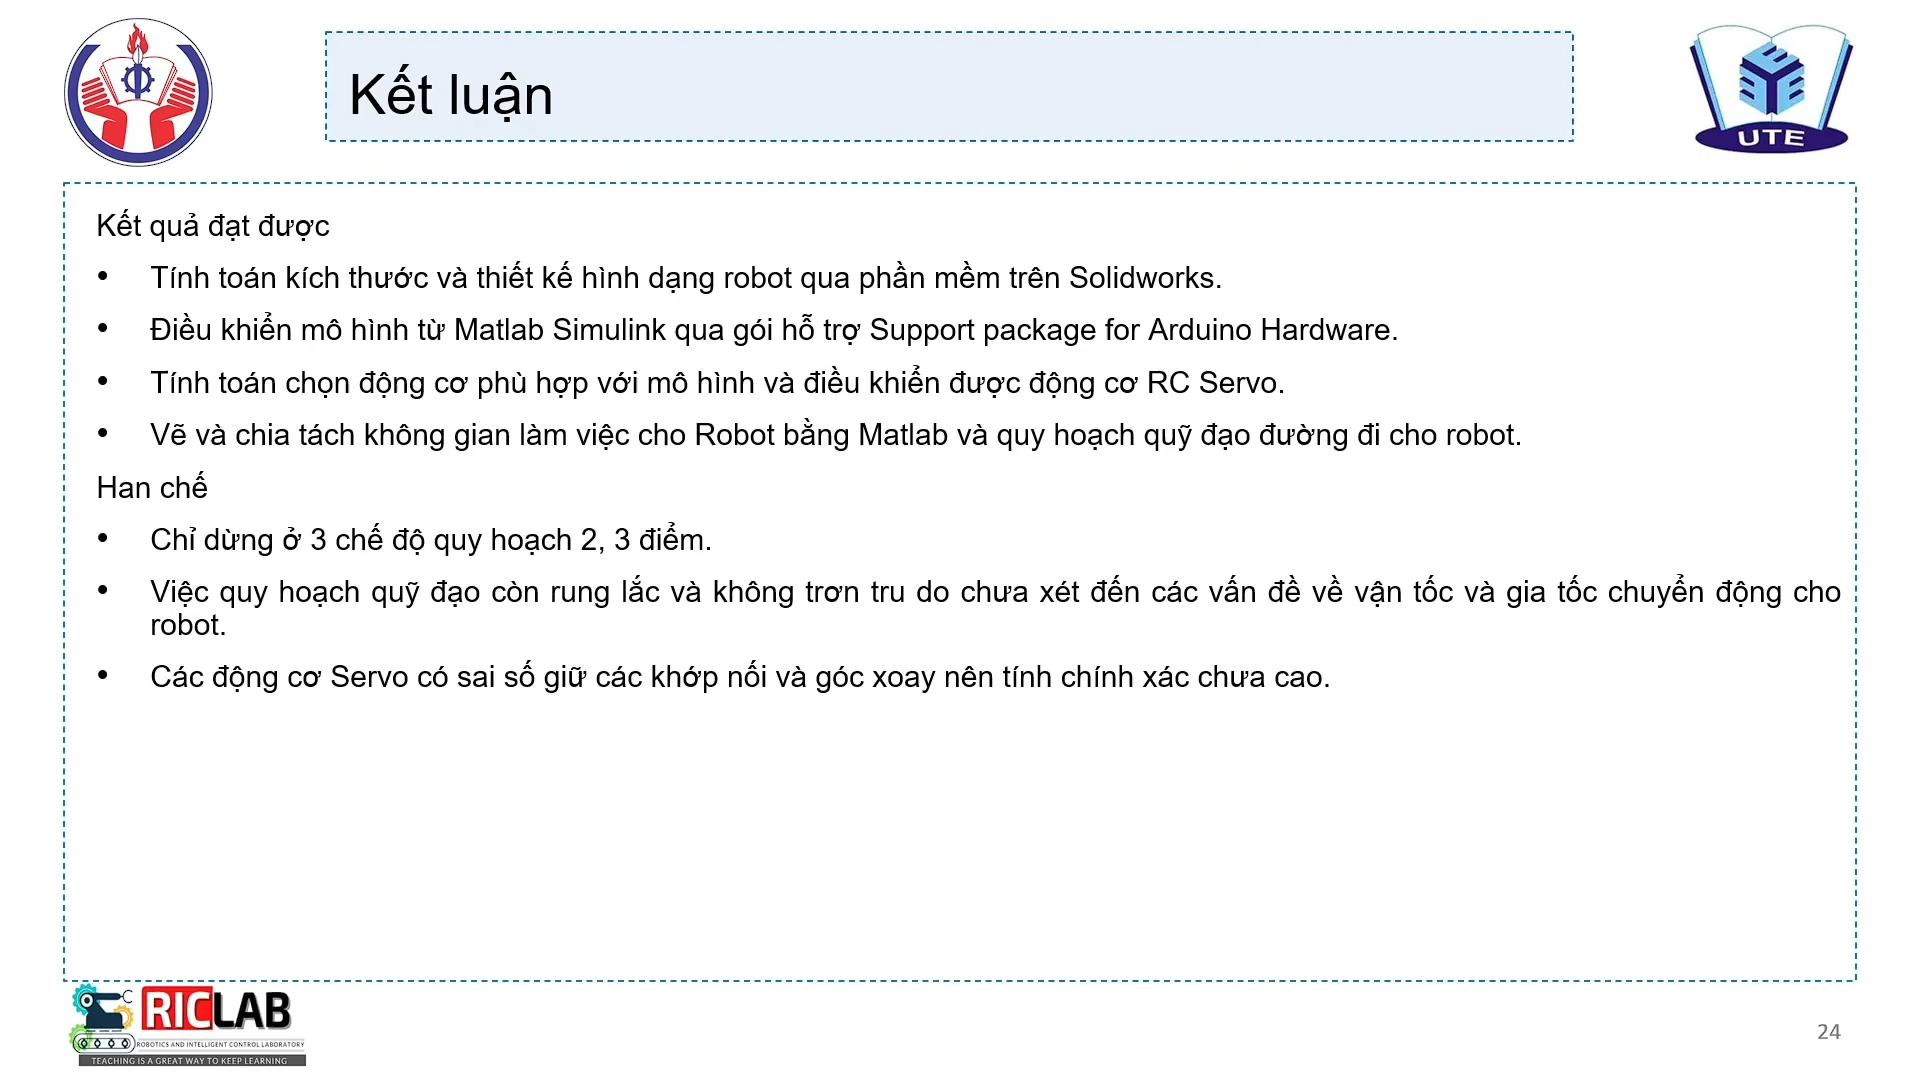 Kết luận
UTE
Kết quả đạt được
• Tính toán kích thước và thiết kế hình dạng robot qua phần mềm trên Solidworks.
• Điều khiển mô hình từ Matlab Simulink qua gói hỗ trợ Support package for Arduino Hardware.
• Tính toán chọn động cơ phù hợp với mô hình và điều khiển được động cơ RC Servo.
• Vẽ và chia tách không gian làm việc cho Robot bằng Matlab và quy hoạch quỹ đạo đường đi cho robot.
Han chế
• Chỉ dừng ở 3 chế độ quy hoạch 2, 3 điểm.
• Việc quy hoạch quỹ đạo còn rung lắc và không trơn tru do chưa xét đến các vấn đề về vận tốc và gia tốc chuyển động cho
robot.
• Các động cơ Servo có sai số giữ các khớp nối và góc xoay nên tính chính xác chưa cao.
RICLAB
ROBOTICS AND INTELLIGENT CONTROL LABORATORY
TEACHING IS A GREAT WAY TO KEEP LEARNING
24